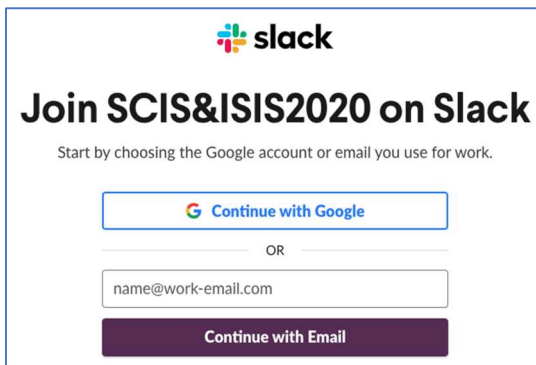 slack
Join SCIS&ISIS2020 on Slack
Start by choosing the Google account or email you use for work.
Continue with Google
OR
name@work-email.com
Continue with Email